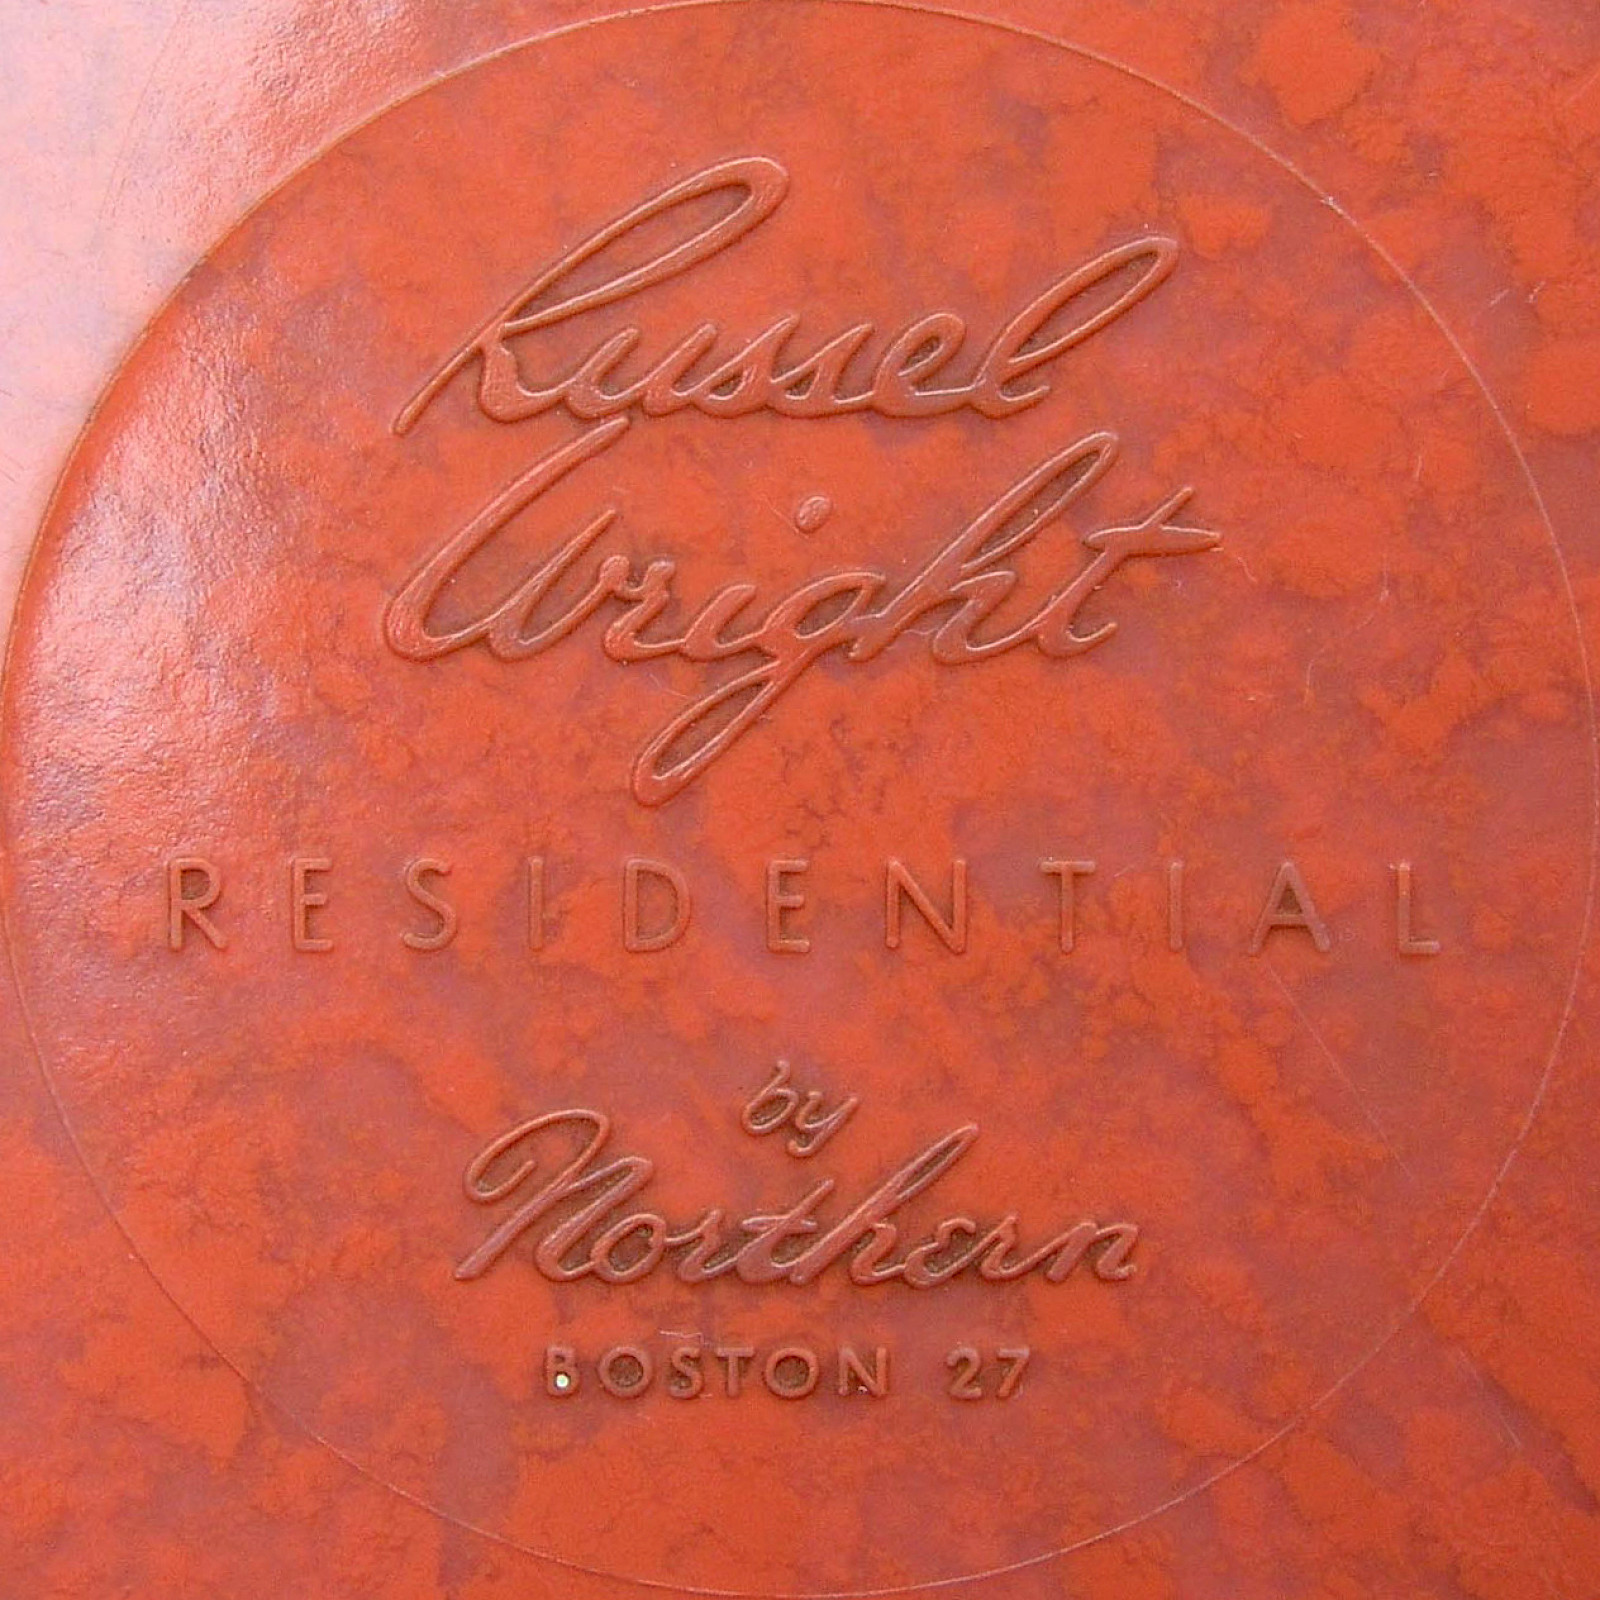 Russel
Wright
RESIDENTIAL
by
Northern
BOSTON 27